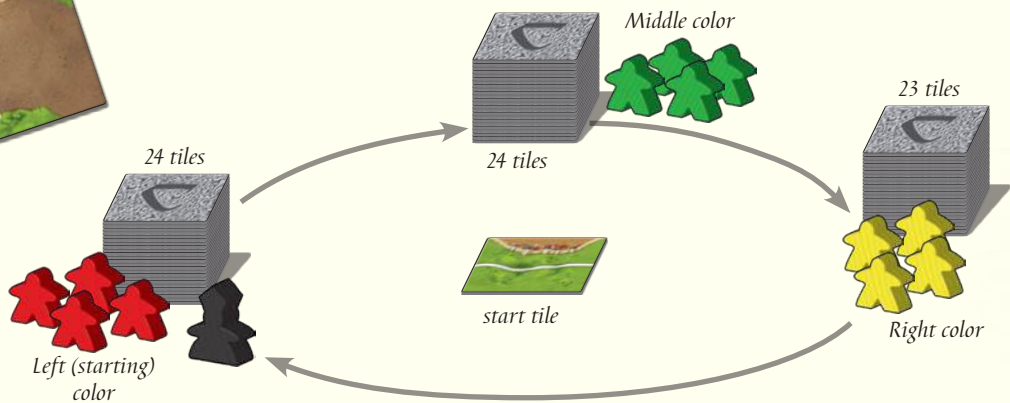 Middle color
23 tiles
24 tiles
24 tiles
start tile
Right color
Left (starting)
color